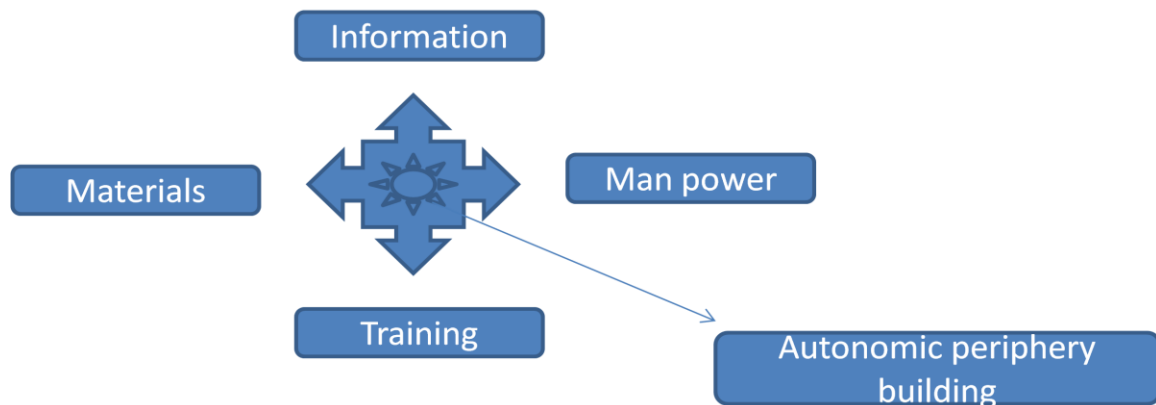 Information
Materials
Man power
Training
Autonomic periphery
building